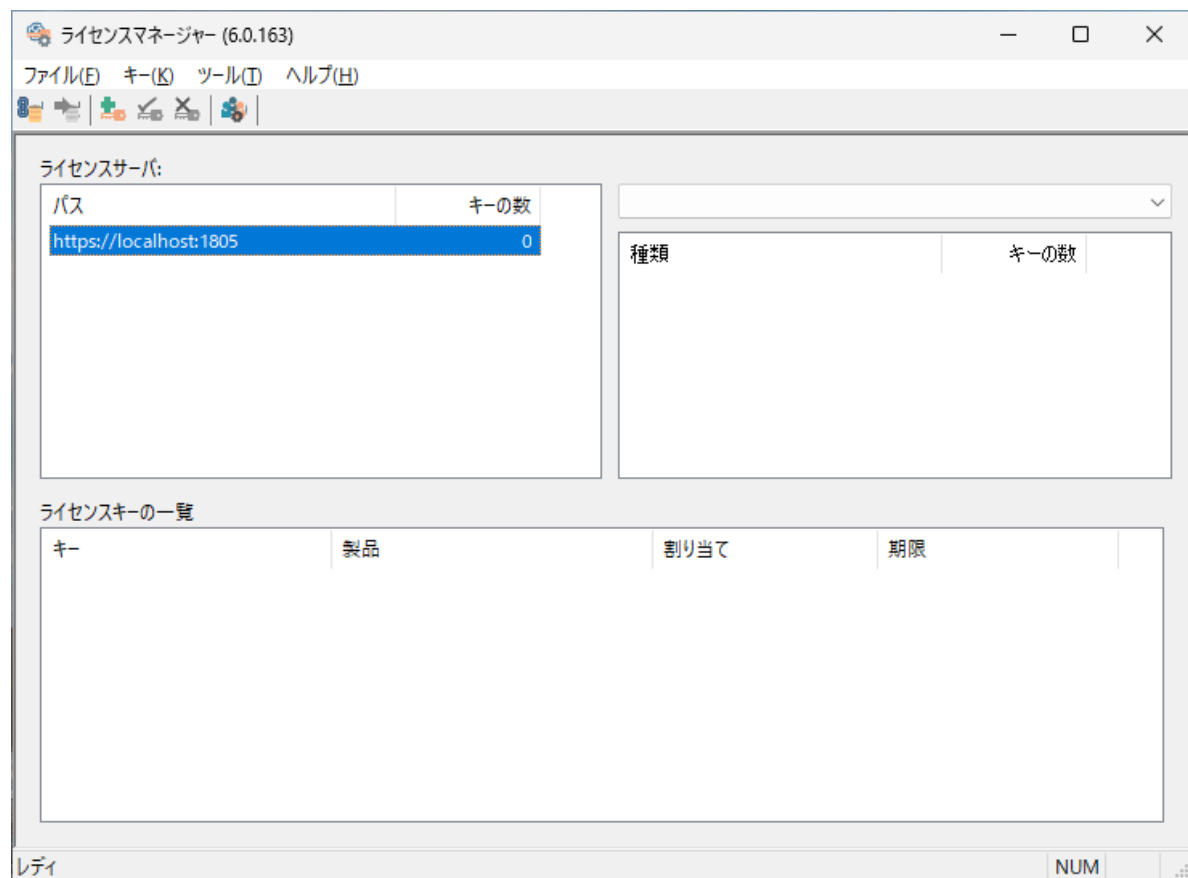 ライセンスマネージャー (6.0.163)
ファイル(F) キー(K) ツール(T) ヘルプ(H)
ライセンスサーバ:
パス キーの数
https://localhost:1805 0
種類 キーの数
ライセンスキーの一覧
キー 製品 割り当て 期限
レディ NUM